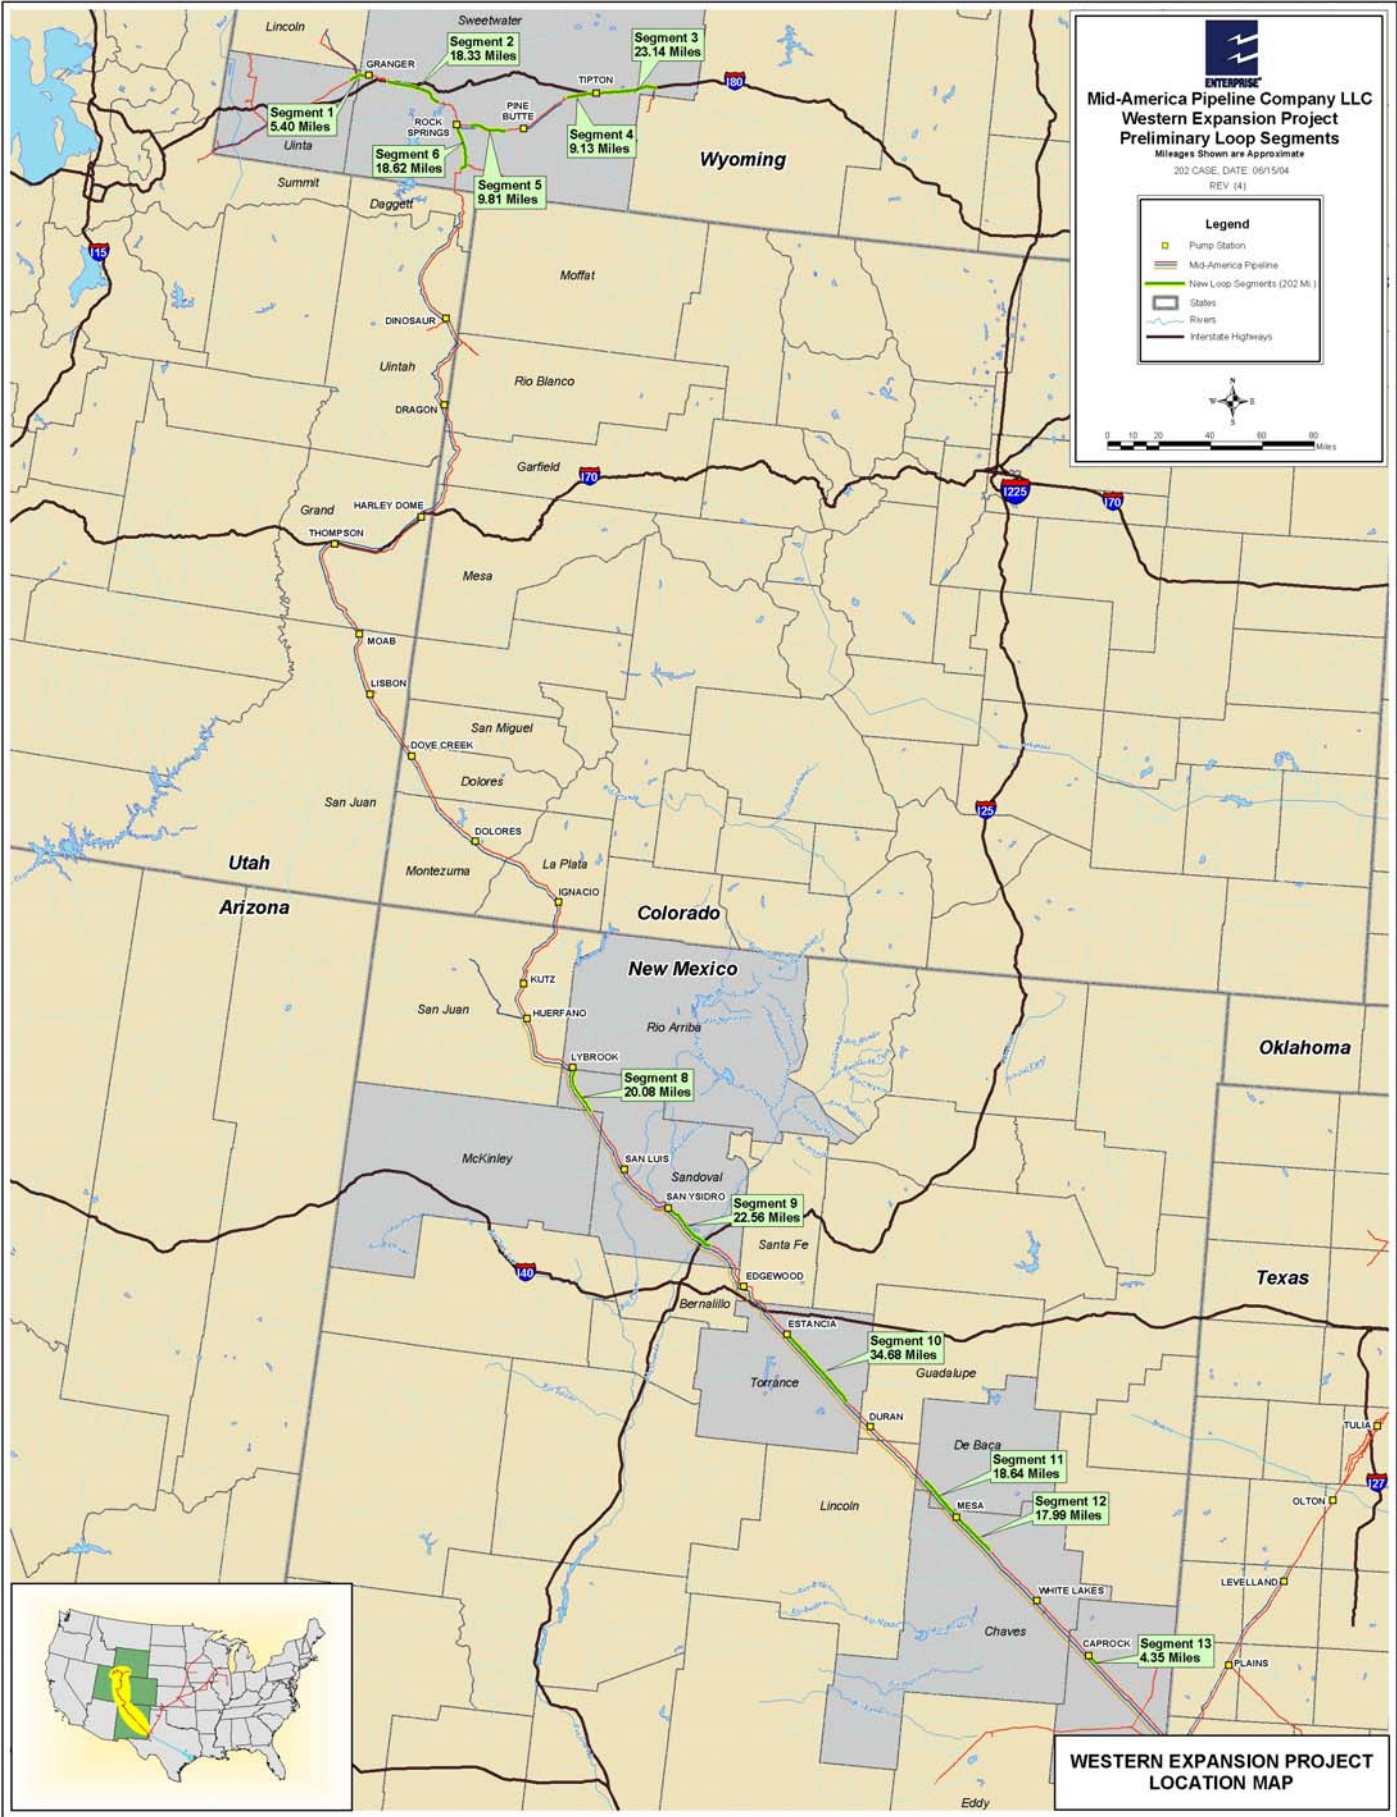 ENTERPRISE
Mid-America Pipeline Company LLC
Western Expansion Project
Preliminary Loop Segments
Mileages Shown are Approximate
202 CASE, DATE: 06/15/04
REV (4)
Legend
Pump Station
Mid-America Pipeline
New Loop Segments (202 Mi.)
States
Rivers
Interstate Highways
N
W E
S
0 10 20 40 60 80
Miles
Lincoln
Sweetwater
Segment 2
18.33 Miles
Segment 3
23.14 Miles
GRANGER
TIPTON
I80
Segment 1
5.40 Miles
PINE
BUTTE
ROCK
SPRINGS
Segment 4
9.13 Miles
Uinta
Segment 6
18.62 Miles
Wyoming
Summit
Segment 5
9.81 Miles
Daggett
I15
Moffat
DINOSAUR
Uintah
Rio Blanco
DRAGON
Garfield
I70
I225
I70
Grand
HARLEY DOME
THOMPSON
Mesa
MOAB
LISBON
San Miguel
DOVE CREEK
Dolores
San Juan
I25
DOLORES
Utah
Montezuma
La Plata
IGNACIO
Arizona
Colorado
New Mexico
KUTZ
San Juan
HUERFANO
Rio Arriba
Oklahoma
LYBROOK
Segment 8
20.08 Miles
McKinley
SAN LUIS
Sandoval
SAN YSIDRO
Segment 9
22.56 Miles
Santa Fe
I40
EDGEWOOD
Texas
Bernalillo
ESTANCIA
Segment 10
34.68 Miles
Torrance
Guadalupe
DURAN
TULIA
De Baca
Segment 11
18.64 Miles
I27
Lincoln
MESA
Segment 12
17.99 Miles
OLTON
LEVELLAND
WHITE LAKES
Chaves
CAPROCK
Segment 13
4.35 Miles
PLAINS
Eddy
WESTERN EXPANSION PROJECT
LOCATION MAP